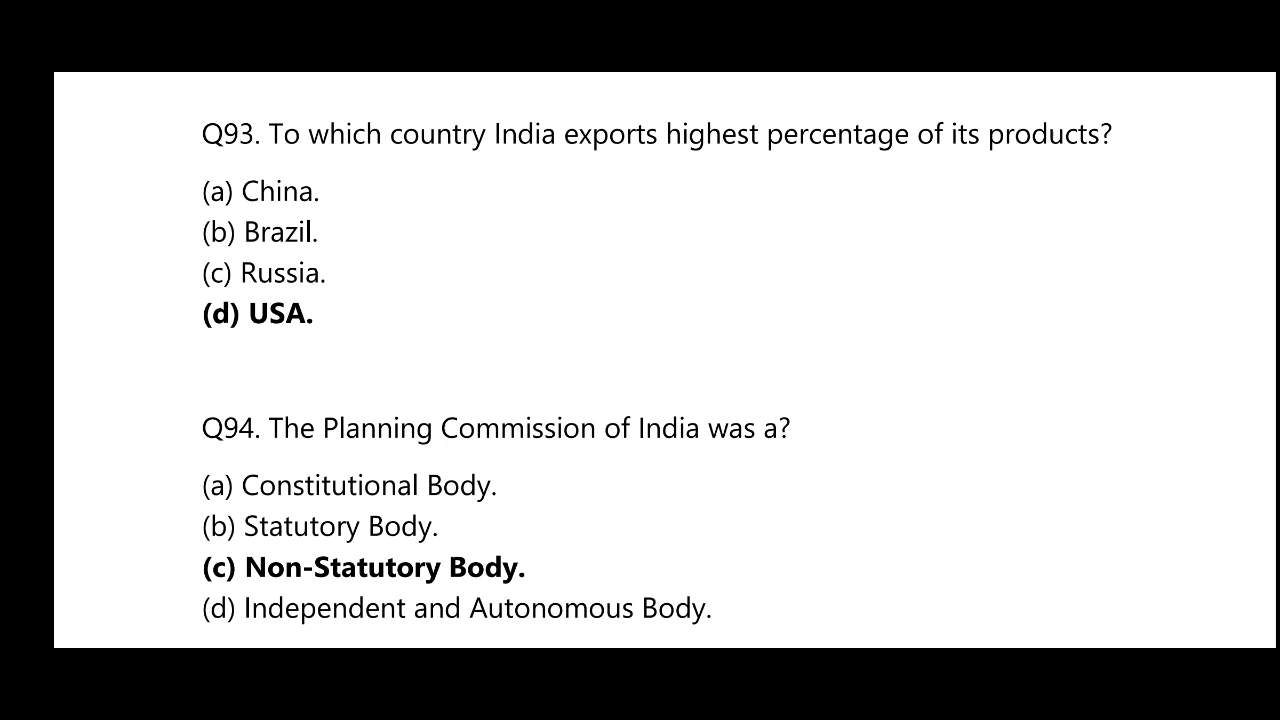 Q93. To which country India exports highest percentage of its products?
(a) China.
(b) Brazil.
(c) Russia.
(d) USA.
Q94. The Planning Commission of India was a?
(a) Constitutional Body.
(b) Statutory Body.
(c) Non-Statutory Body.
(d) Independent and Autonomous Body.